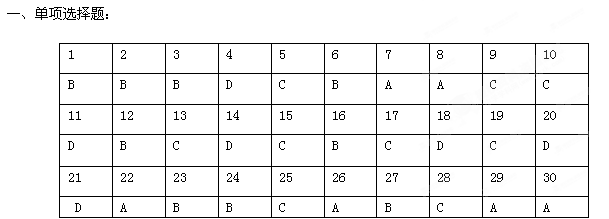 一、单项选择题:
1 2 3 4 5 6 7 8 9 10
B B B D C B A A C C
11 12 13 14 15 16 17 18 19 20
D B C D C B C D C D
21 22 23 24 25 26 27 28 29 30
D A B B C A B C A A